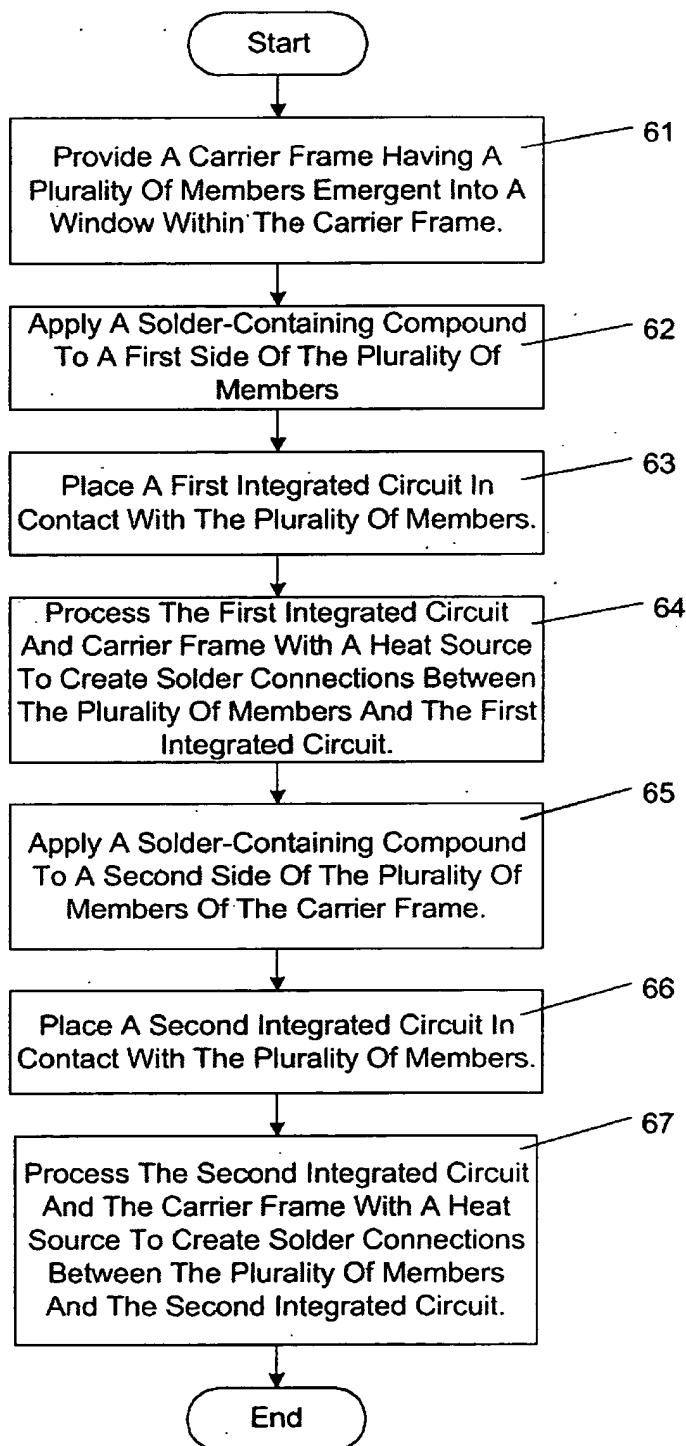 Start
61
Provide A Carrier Frame Having A
Plurality Of Members Emergent Into A
Window Within The Carrier Frame.
62
Apply A Solder-Containing Compound
To A First Side Of The Plurality Of
Members
63
Place A First Integrated Circuit In
Contact With The Plurality Of Members.
64
Process The First Integrated Circuit
And Carrier Frame With A Heat Source
To Create Solder Connections Between
The Plurality Of Members And The First
Integrated Circuit.
65
Apply A Solder-Containing Compound
To A Second Side Of The Plurality Of
Members Of The Carrier Frame.
66
Place A Second Integrated Circuit In
Contact With The Plurality Of Members.
67
Process The Second Integrated Circuit
And The Carrier Frame With A Heat
Source To Create Solder Connections
Between The Plurality Of Members
And The Second Integrated Circuit.
End